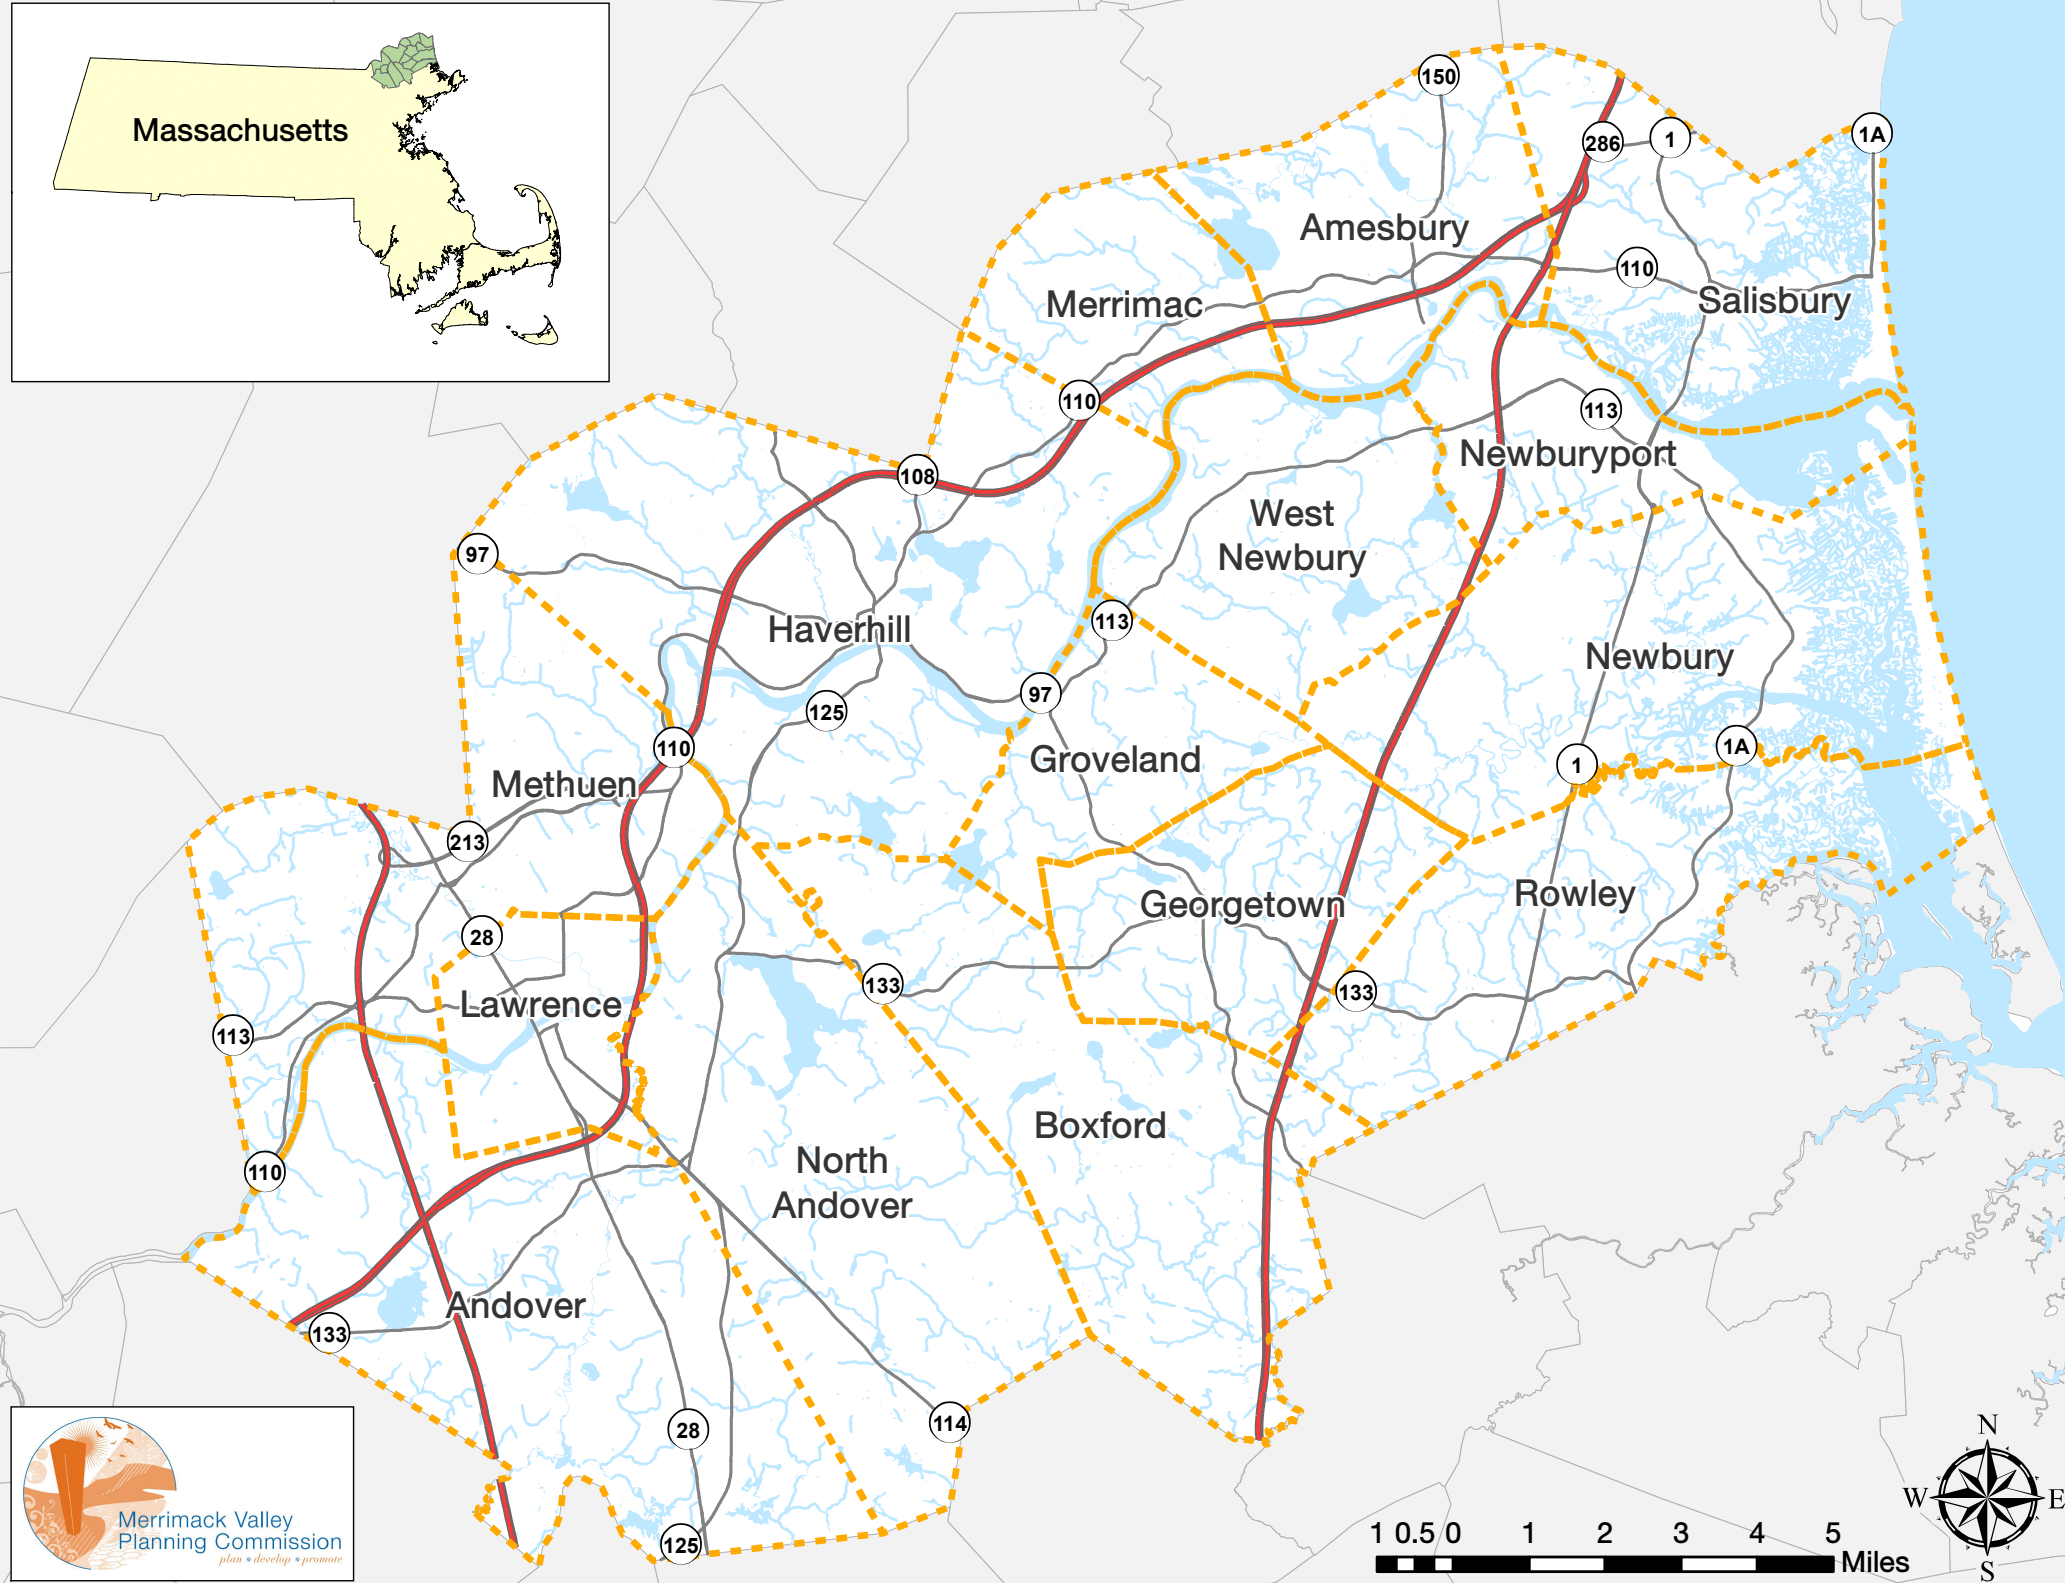 Massachusetts
150
286
1
1A
Amesbury
110
Salisbury
Merrimac
110
113
Newburyport
108
West
Newbury
97
Haverhill
113
Newbury
97
125
110
Groveland
1
1A
Methuen
213
Georgetown
Rowley
28
133
133
Lawrence
113
Boxford
110
North
Andover
Andover
133
28
114
125
Merrimack Valley
Planning Commission
plan • develop • promote
1 0.5 0 1 2 3 4 5
Miles
N
W
E
S